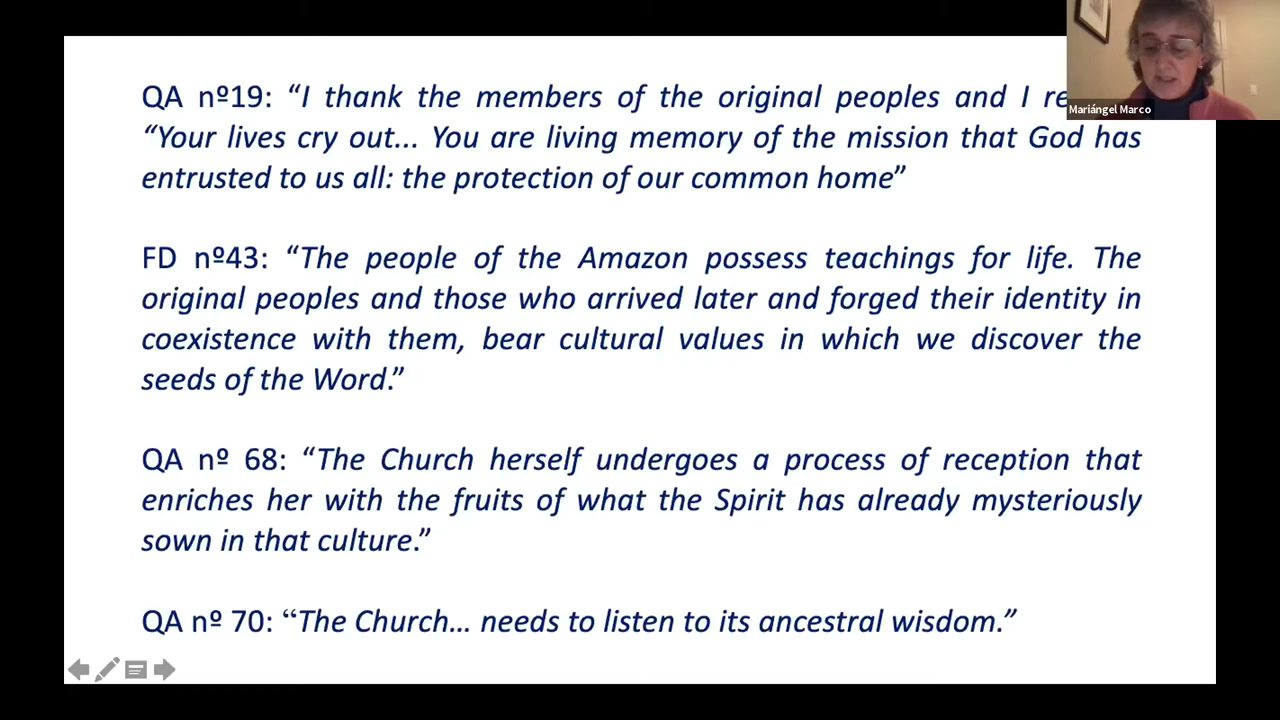 QA nº19: “I thank the members of the original peoples and I
“Your lives cry out... You are living memory of the mission that God has
entrusted to us all: the protection of our common home”
FD nº43: “The people of the Amazon possess teachings for life. The
original peoples and those who arrived later and forged their identity in
coexistence with them, bear cultural values in which we discover the
seeds of the Word.”
QA nº 68: “The Church herself undergoes a process of reception that
enriches her with the fruits of what the Spirit has already mysteriously
sown in that culture.”
QA nº 70: “The Church… needs to listen to its ancestral wisdom.”
Mariángel Marco